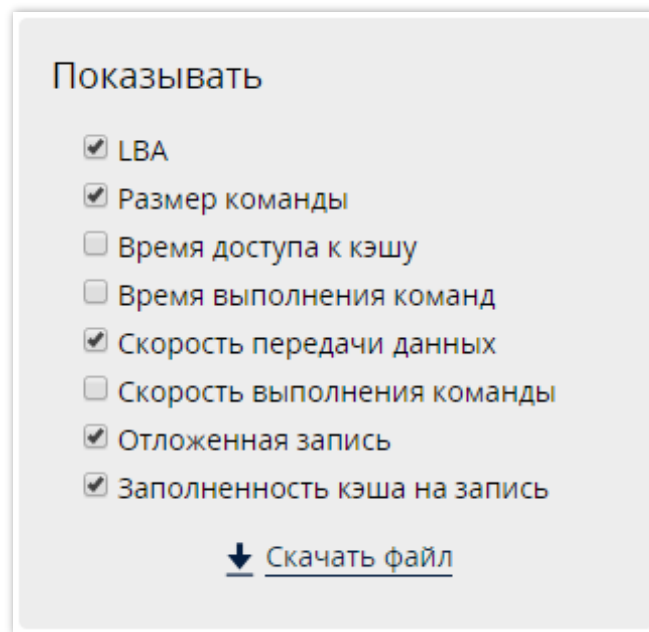 Показывать
LBA
Размер команды
Время доступа к кэшу
Время выполнения команд
Скорость передачи данных
Скорость выполнения команды
Отложенная запись
Заполненность кэша на запись
Скачать файл